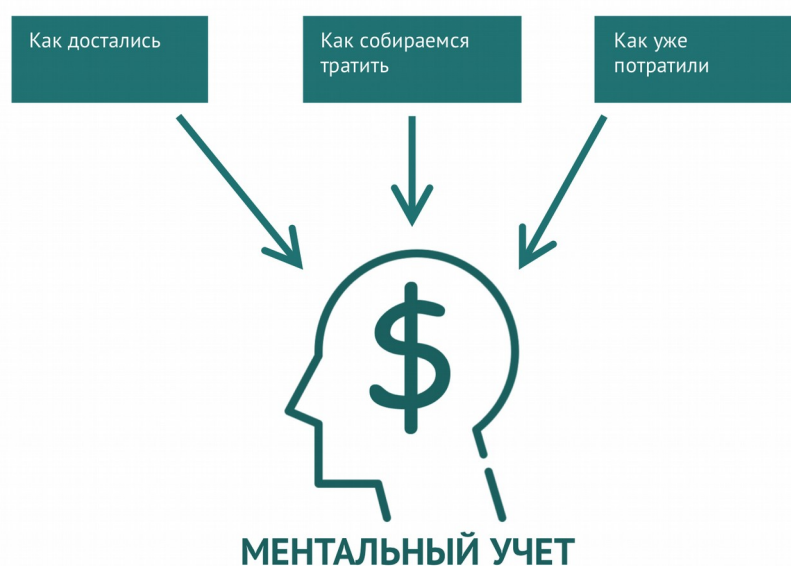 Как достались
Как собираемся
тратить
Как уже
потратили
$
МЕНТАЛЬНЫЙ УЧЕТ